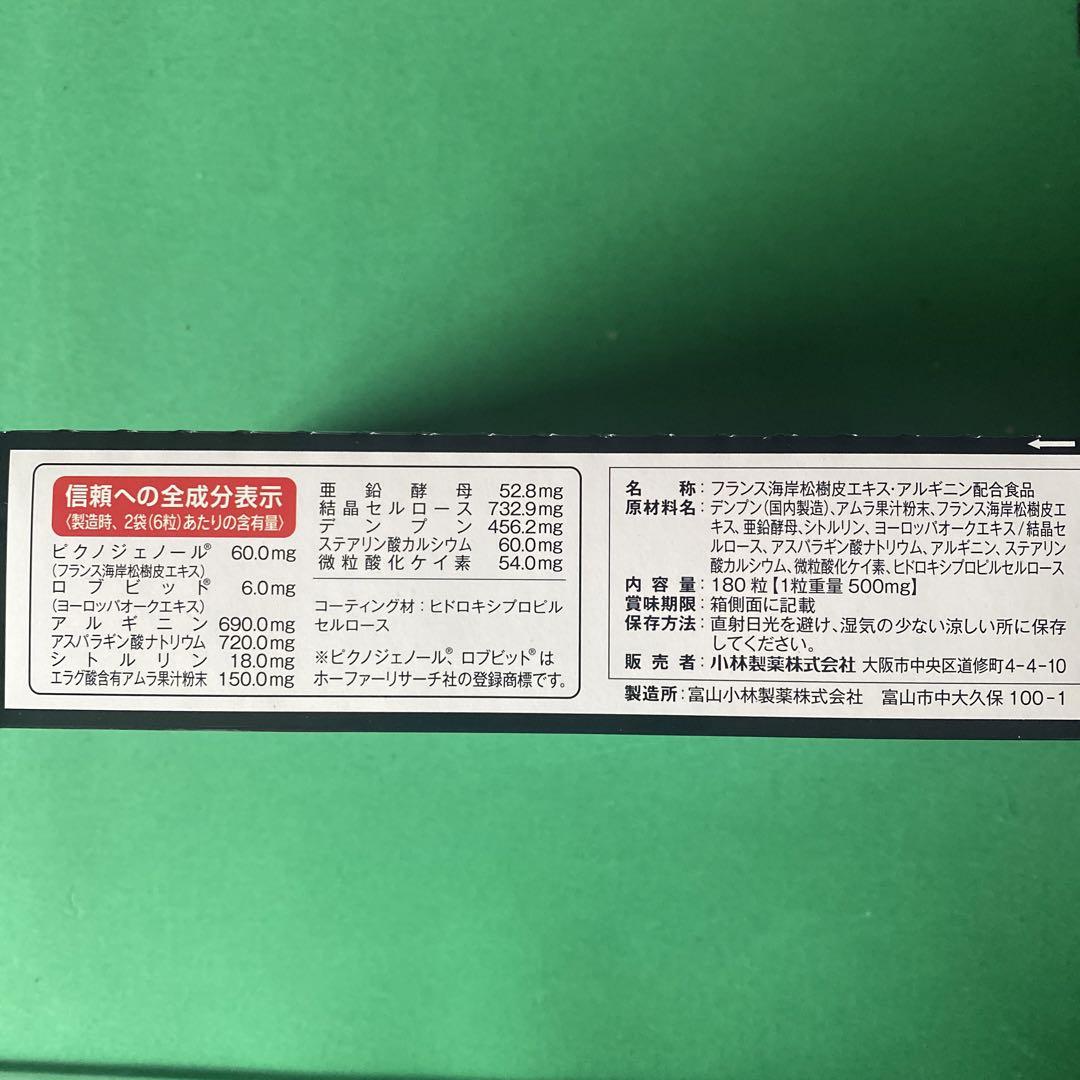 信頼への全成分表示
〈製造時、2袋(6粒)あたりの含有量〉
ピクノジェノール® 60.0mg
(フランス海岸松樹皮エキス)
ロブビット® 6.0mg
(ヨーロッパオークエキス)
アルギニン 690.0mg
アスパラギン酸ナトリウム 720.0mg
シトルリン 18.0mg
エラグ酸含有アムラ果汁粉末 150.0mg
亜鉛酵母 52.8mg
結晶セルロース 732.9mg
デンプン 456.2mg
ステアリン酸カルシウム 60.0mg
微粒酸化ケイ素 54.0mg
コーティング材:ヒドロキシプロピル
セルロース
※ピクノジェノール®、ロブビット®は
ホーファーリサーチ社の登録商標です。
名称:フランス海岸松樹皮エキス・アルギニン配合食品
原材料名:デンプン(国内製造)、アムラ果汁粉末、フランス海岸松樹皮エ
キス、亜鉛酵母、シトルリン、ヨーロッパオークエキス/結晶
セルロース、アスパラギン酸ナトリウム、アルギニン、ステアリン
酸カルシウム、微粒酸化ケイ素、ヒドロキシプロピルセルロース
内容量:180粒【1粒重量500mg】
賞味期限:箱側面に記載
保存方法:直射日光を避け、湿気の少ない涼しい所に保存
してください。
販売者:小林製薬株式会社 大阪市中央区道修町4-4-10
製造所:富山小林製薬株式会社 富山市中大久保100-1